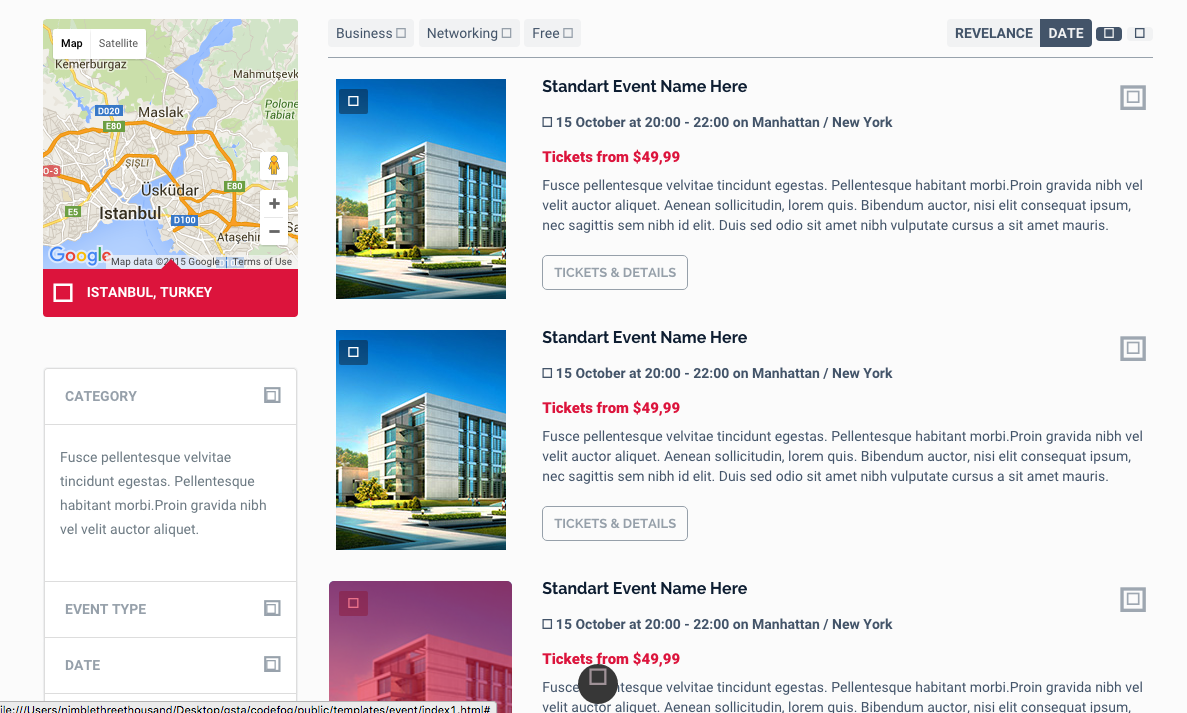 Map Satellite
Kemerburgaz
Mahmutşevk
Polone
Tabiat
D020
Maslak
E80
ŞIŞLI
O-3
Üsküdar
E80
E5
Istanbul
D100
Ataşehir
Google
Map data ©2015 Google
Terms of Use
ISTANBUL, TURKEY
CATEGORY
Fusce pellentesque velvitae
tincidunt egestas. Pellentesque
habitant morbi.Proin gravida nibh
vel velit auctor aliquet.
EVENT TYPE
DATE
Business Networking Free
REVELANCE DATE
Standart Event Name Here
15 October at 20:00 - 22:00 on Manhattan / New York
Tickets from $49,99
Fusce pellentesque velvitae tincidunt egestas. Pellentesque habitant morbi.Proin gravida nibh vel
velit auctor aliquet. Aenean sollicitudin, lorem quis. Bibendum auctor, nisi elit consequat ipsum,
nec sagittis sem nibh id elit. Duis sed odio sit amet nibh vulputate cursus a sit amet mauris.
TICKETS & DETAILS
Standart Event Name Here
15 October at 20:00 - 22:00 on Manhattan / New York
Tickets from $49,99
Fusce pellentesque velvitae tincidunt egestas. Pellentesque habitant morbi.Proin gravida nibh vel
velit auctor aliquet. Aenean sollicitudin, lorem quis. Bibendum auctor, nisi elit consequat ipsum,
nec sagittis sem nibh id elit. Duis sed odio sit amet nibh vulputate cursus a sit amet mauris.
TICKETS & DETAILS
Standart Event Name Here
15 October at 20:00 - 22:00 on Manhattan / New York
Tickets from $49,99
velvitae tincidunt egestas. Pellentesque habitant morbi.Proin gravida nibh vel
velit auctor aliquet. Aenean sollicitudin, lorem quis. Bibendum auctor, nisi elit consequat ipsum,
ile:///Users/nimblethreethousand/Desktop/gsta/codefog/public/templates/event/index1.html#